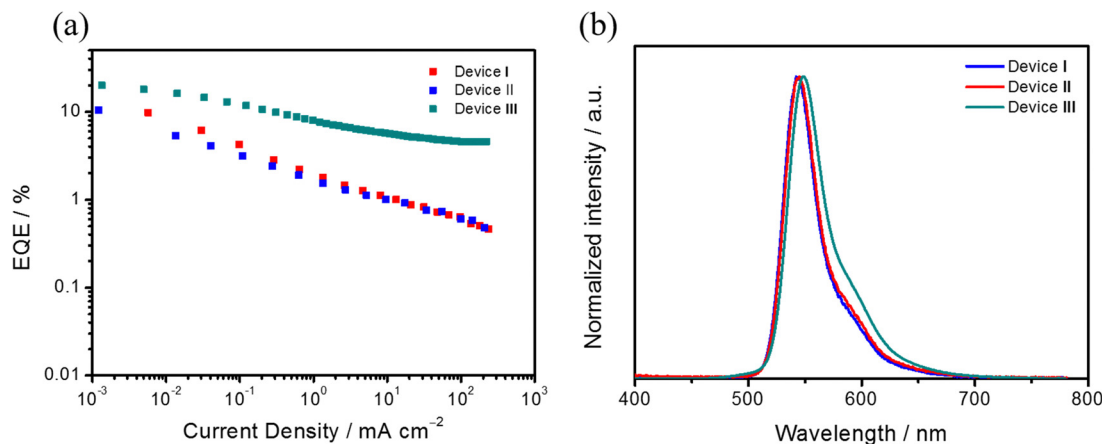 (a)
EQE / %
10
1
0.1
0.01
Device I
Device II
Device III
10⁻³ 10⁻² 10⁻¹ 10⁰ 10¹ 10² 10³
Current Density / mA cm⁻²
(b)
Normalized intensity / a.u.
Device I
Device II
Device III
400 500 600 700 800
Wavelength / nm